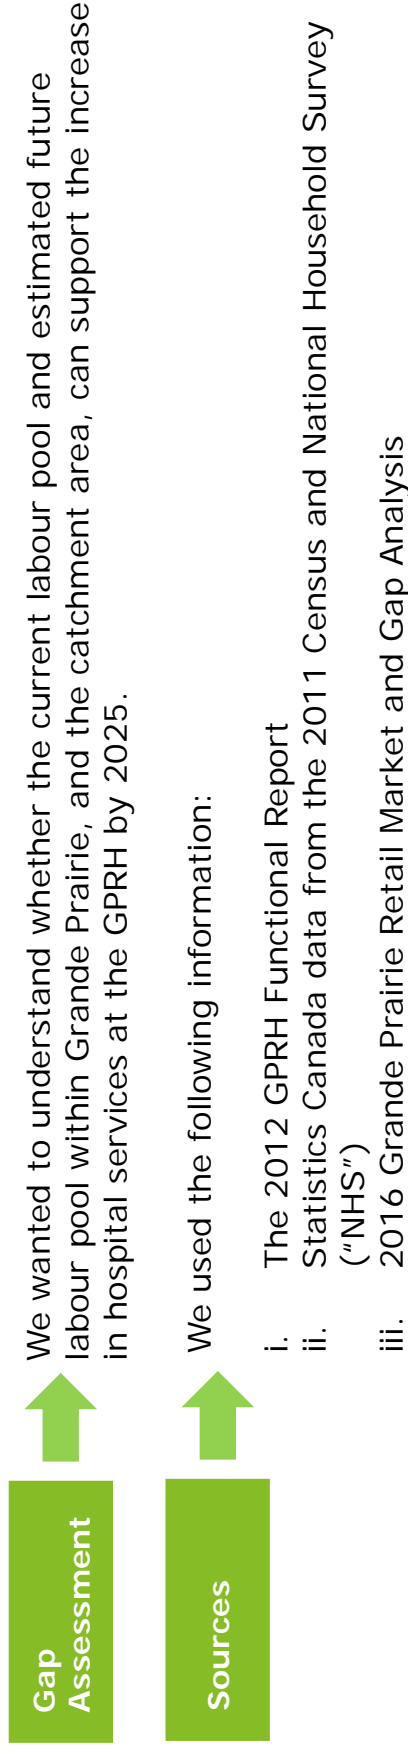 Gap
Assessment
We wanted to understand whether the current labour pool and estimated future
labour pool within Grande Prairie, and the catchment area, can support the increase
in hospital services at the GPRH by 2025.
Sources
We used the following information:
i. The 2012 GPRH Functional Report
ii. Statistics Canada data from the 2011 Census and National Household Survey
("NHS")
iii. 2016 Grande Prairie Retail Market and Gap Analysis